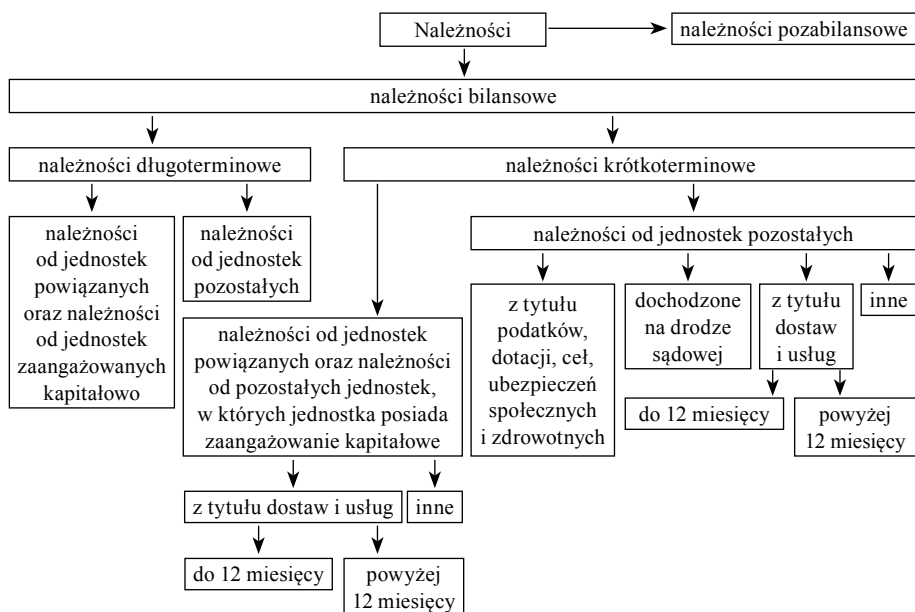 Należności
należności pozabilansowe
należności bilansowe
należności długoterminowe
należności krótkoterminowe
należności
od jednostek
powiązanych
oraz należności
od jednostek
zaangażowanych
kapitałowo
należności
od jednostek
pozostałych
należności od jednostek pozostałych
należności od jednostek
powiązanych oraz należności
od pozostałych jednostek,
w których jednostka posiada
zaangażowanie kapitałowe
z tytułu
podatków,
dotacji, ceł,
ubezpieczeń
społecznych
i zdrowotnych
dochodzone
na drodze
sądowej
z tytułu
dostaw
i usług
inne
do 12 miesięcy
powyżej
12 miesięcy
z tytułu dostaw i usług
inne
do 12 miesięcy
powyżej
12 miesięcy